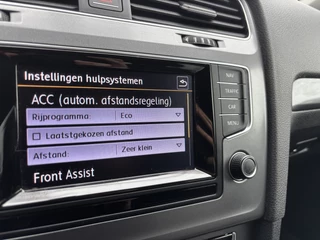 Instellingen hulpsystemen
ACC (autom. afstandsregeling)
Rijprogramma: Eco
Laatstgekozen afstand
Afstand: Zeer klein
Front Assist
NAV
TRAFFIC
CAR
MENU